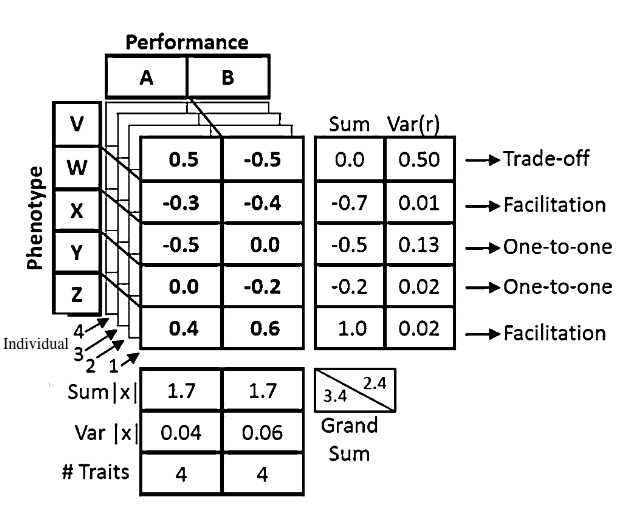 Performance
A B
Sum Var(r)
Phenotype
V
W 0.5 -0.5 0.0 0.50 Trade-off
X -0.3 -0.4 -0.7 0.01 Facilitation
Y -0.5 0.0 -0.5 0.13 One-to-one
Z 0.0 -0.2 -0.2 0.02 One-to-one
0.4 0.6 1.0 0.02 Facilitation
Individual 4 3 2 1
Sum|x| 1.7 1.7 3.4 2.4
Var |x| 0.04 0.06 Grand
Sum
# Traits 4 4